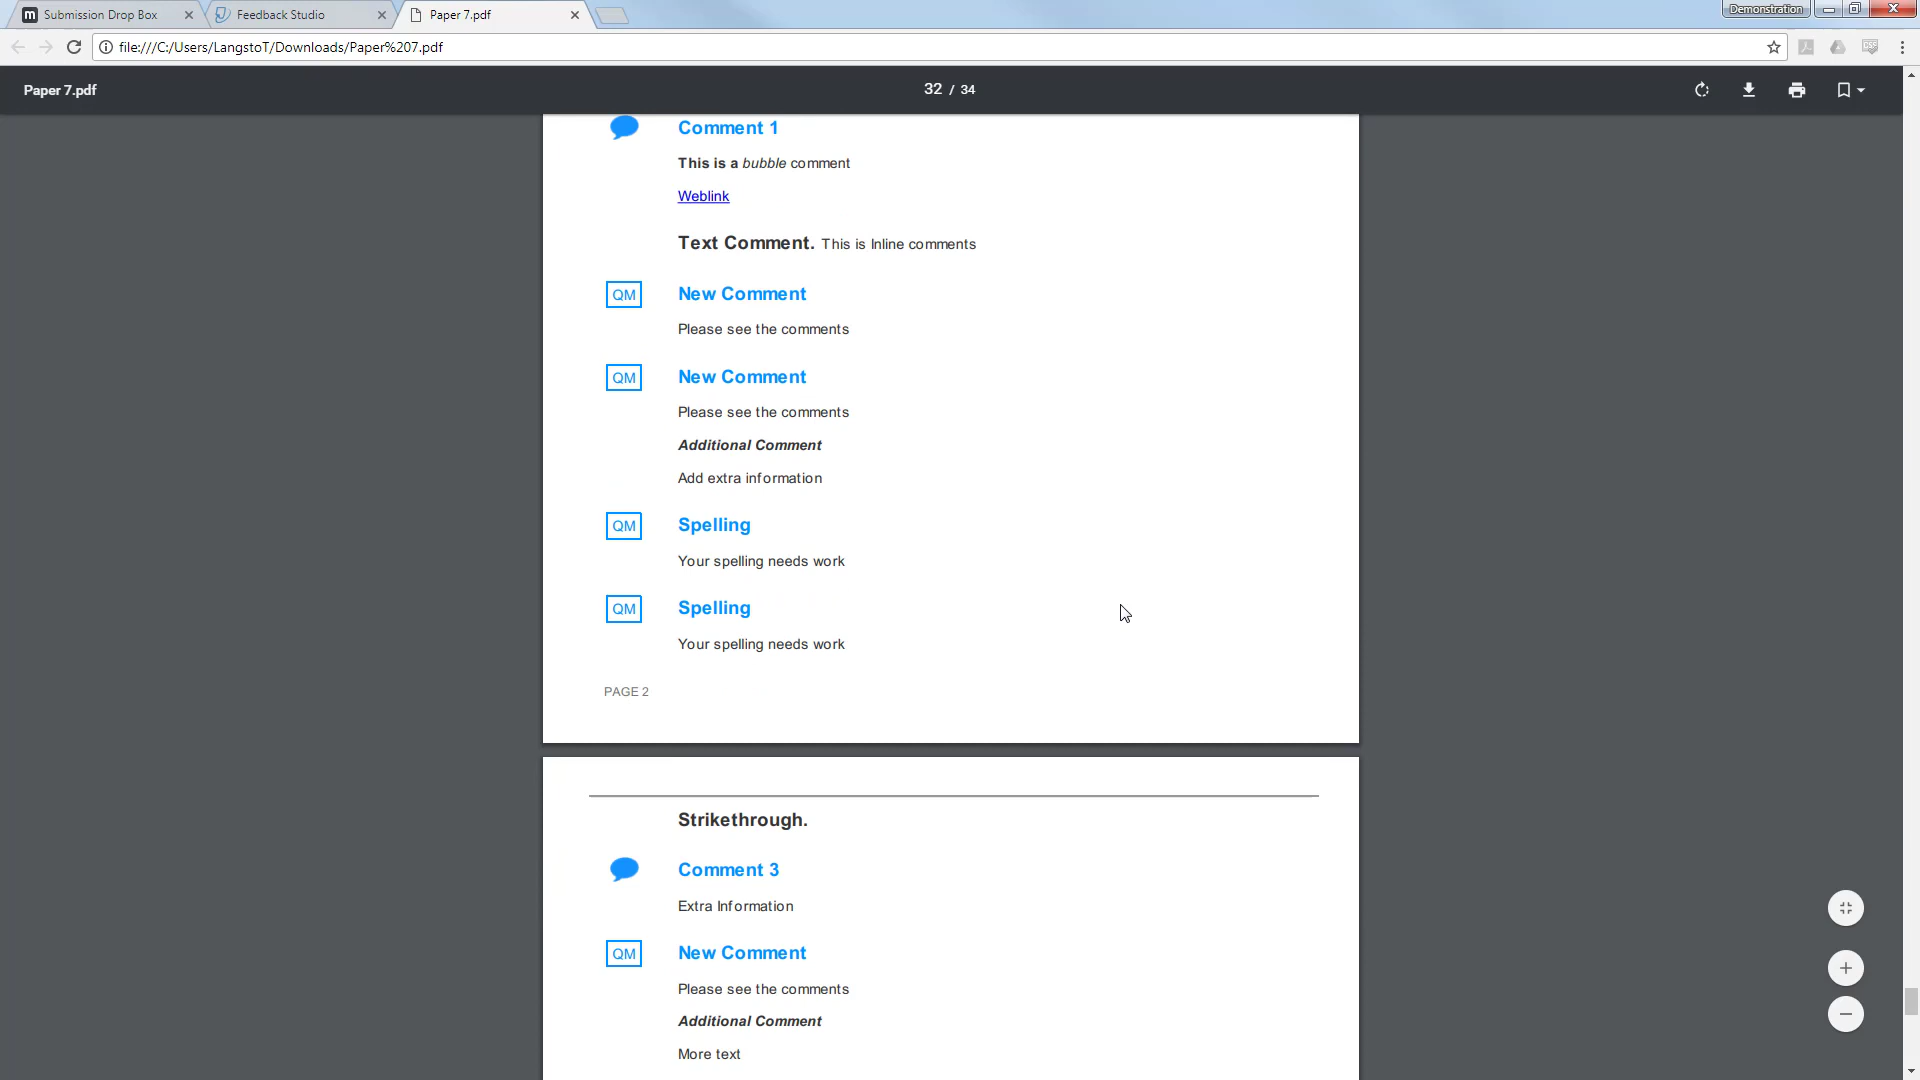 Submission Drop Box
Feedback Studio
Paper 7.pdf
Demonstration
file:///C:/Users/LangstoT/Downloads/Paper%207.pdf
Paper 7.pdf
32 / 34
Comment 1
This is a bubble comment
Weblink
Text Comment. This is Inline comments
QM New Comment
Please see the comments
QM New Comment
Please see the comments
Additional Comment
Add extra information
QM Spelling
Your spelling needs work
QM Spelling
Your spelling needs work
PAGE 2
Strikethrough.
Comment 3
Extra Information
QM New Comment
Please see the comments
Additional Comment
More text